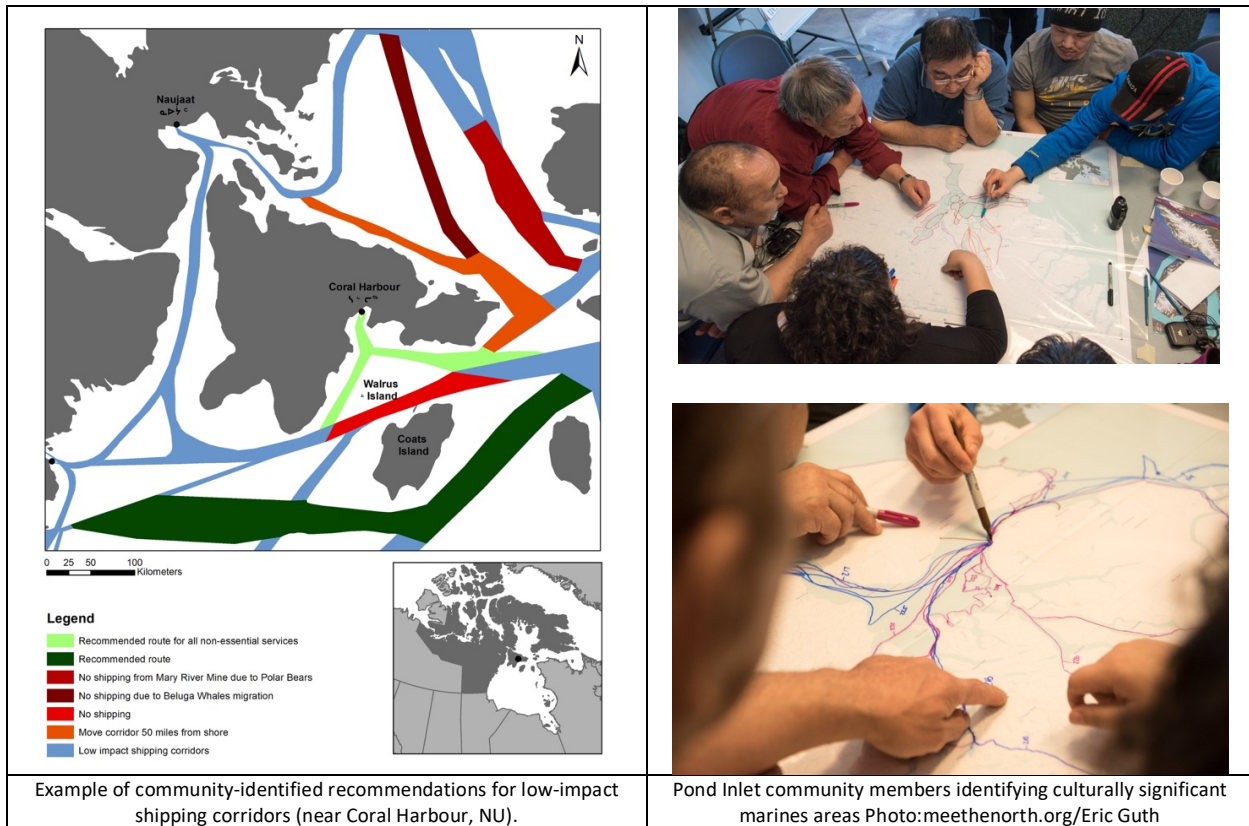 N
Naujaat
Coral Harbour
Walrus
Island
Coats
Island
0 25 50 100
Kilometers
Legend
Recommended route for all non-essential services
Recommended route
No shipping from Mary River Mine due to Polar Bears
No shipping due to Beluga Whales migration
No shipping
Move corridor 50 miles from shore
Low impact shipping corridors
Example of community-identified recommendations for low-impact
shipping corridors (near Coral Harbour, NU).
Pond Inlet community members identifying culturally significant
marines areas Photo:meethenorth.org/Eric Guth